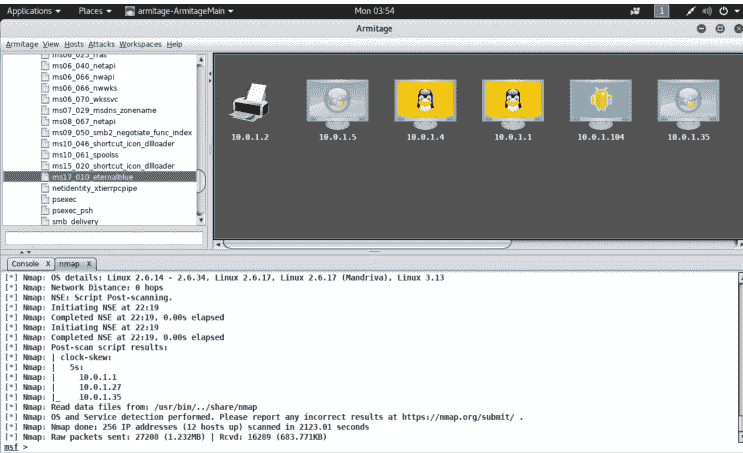 Applications Places armitage-ArmitageMain Mon 03:54 1
Armitage
Armitage View Hosts Attacks Workspaces Help
ms06_025_rras
ms06_040_netapi
ms06_066_nwapi
ms06_066_nwwks
ms06_070_wkssvc
ms07_029_msdns_zonename
ms08_067_netapi
ms09_050_smb2_negotiate_func_index
ms10_046_shortcut_icon_dllloader
ms10_061_spoolss
ms15_020_shortcut_icon_dllloader
ms17_010_eternalblue
netidentity_xtierrpcpipe
psexec
psexec_psh
smb_delivery
10.0.1.2 10.0.1.5 10.0.1.4 10.0.1.1 10.0.1.104 10.0.1.35
Console X nmap X
[*] Nmap: OS details: Linux 2.6.14 - 2.6.34, Linux 2.6.17, Linux 2.6.17 (Mandriva), Linux 3.13
[*] Nmap: Network Distance: 0 hops
[*] Nmap: NSE: Script Post-scanning.
[*] Nmap: Initiating NSE at 22:19
[*] Nmap: Completed NSE at 22:19, 0.00s elapsed
[*] Nmap: Initiating NSE at 22:19
[*] Nmap: Completed NSE at 22:19, 0.00s elapsed
[*] Nmap: Post-scan script results:
[*] Nmap: | clock-skew:
[*] Nmap: | 5s:
[*] Nmap: | 10.0.1.1
[*] Nmap: | 10.0.1.27
[*] Nmap: |_ 10.0.1.35
[*] Nmap: Read data files from: /usr/bin/../share/nmap
[*] Nmap: OS and Service detection performed. Please report any incorrect results at https://nmap.org/submit/ .
[*] Nmap: Nmap done: 256 IP addresses (12 hosts up) scanned in 2123.01 seconds
[*] Nmap: Raw packets sent: 27208 (1.232MB) | Rcvd: 16289 (683.771KB)
msf >